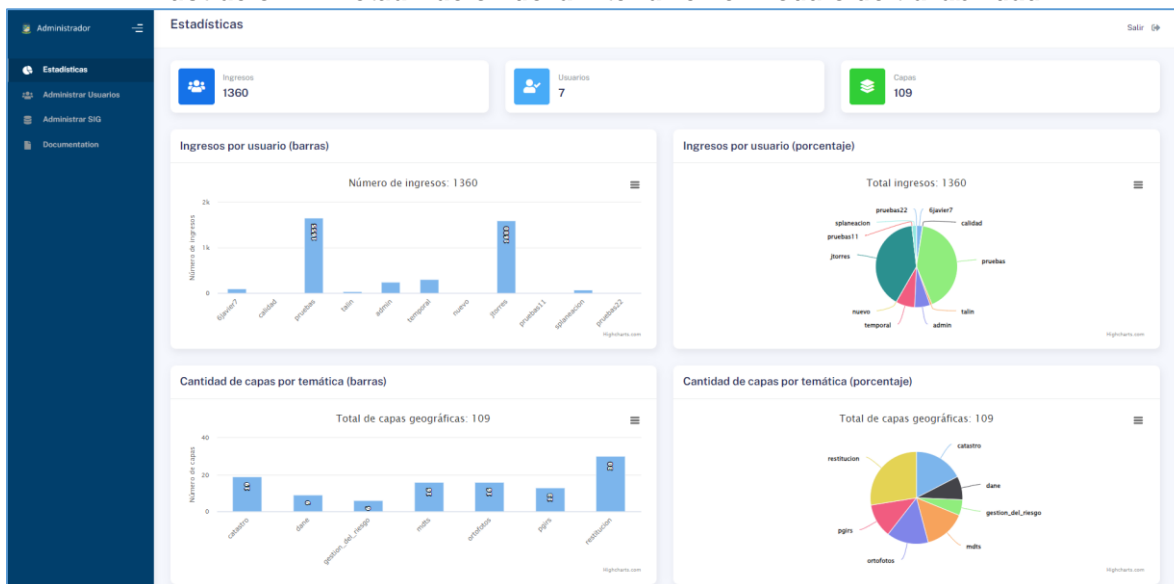 Administrador
Estadísticas
Salir
Estadísticas
Administrar Usuarios
Administrar SIG
Documentation
Ingresos
1360
Usuarios
7
Capas
109
Ingresos por usuario (barras)
Número de ingresos: 1360
Número de ingresos
2k
1k
0
6javier7
calidad
pruebas
talin
admin
temporal
nuevo
jtorres
pruebas11
splaneacion
pruebas22
Highcharts.com
Ingresos por usuario (porcentaje)
Total ingresos: 1360
pruebas22
6javier7
splaneacion
calidad
pruebas11
jtorres
pruebas
nuevo
talin
temporal
admin
Highcharts.com
Cantidad de capas por temática (barras)
Total de capas geográficas: 109
Número de capas
40
20
0
catastro
dane
gestion_del_riesgo
mdts
ortofotos
pgirs
restitucion
Highcharts.com
Cantidad de capas por temática (porcentaje)
Total de capas geográficas: 109
catastro
restitucion
dane
gestion_del_riesgo
pgirs
mdts
ortofotos
Highcharts.com